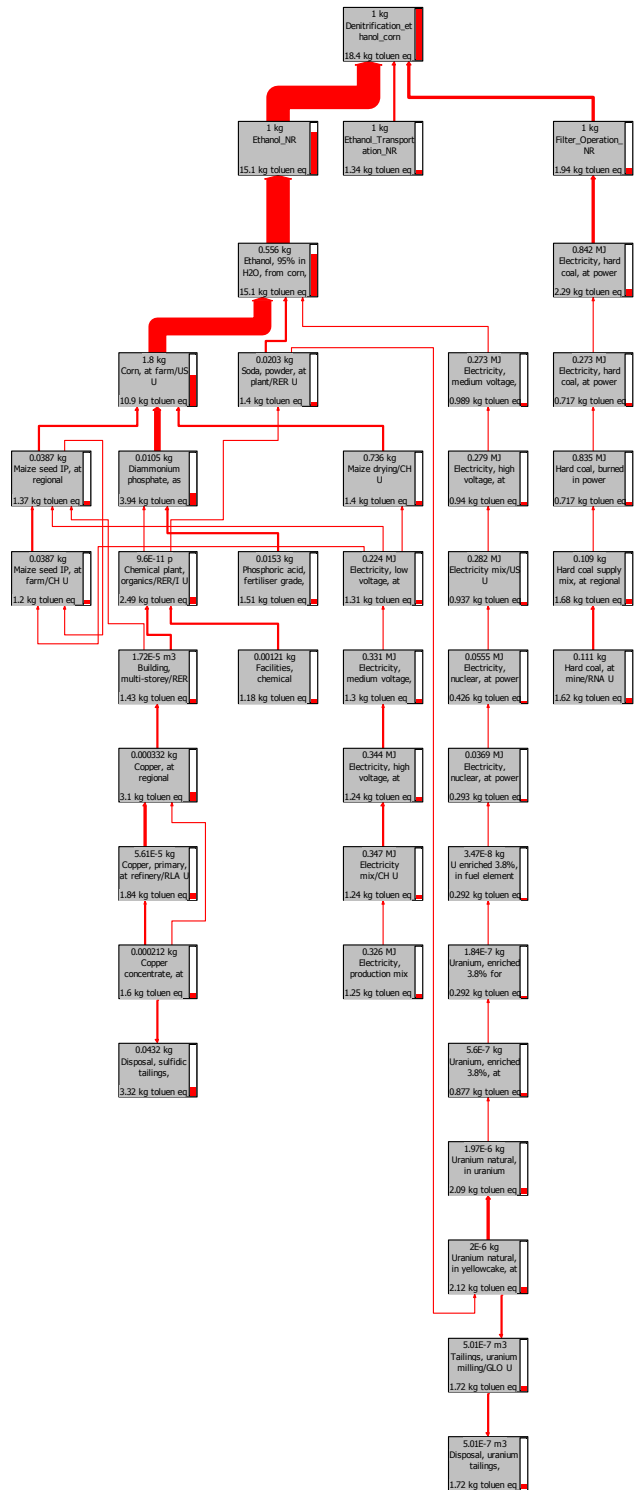 1 kg
Denitrification_et
hanol_corn
18.4 kg toluen eq
1 kg
Ethanol_NR
15.1 kg toluen eq
1 kg
Ethanol_Transport
ation_NR
1.34 kg toluen eq
1 kg
Filter_Operation_
NR
1.94 kg toluen eq
0.556 kg
Ethanol, 95% in
H2O, from corn,
15.1 kg toluen eq
0.842 MJ
Electricity, hard
coal, at power
2.29 kg toluen eq
1.8 kg
Corn, at farm/US
U
10.9 kg toluen eq
0.0203 kg
Soda, powder, at
plant/RER U
1.4 kg toluen eq
0.273 MJ
Electricity,
medium voltage,
0.989 kg toluen eq
0.273 MJ
Electricity, hard
coal, at power
0.717 kg toluen eq
0.0387 kg
Maize seed IP, at
regional
1.37 kg toluen eq
0.0105 kg
Diammonium
phosphate, as
3.94 kg toluen eq
0.736 kg
Maize drying/CH
U
1.4 kg toluen eq
0.279 MJ
Electricity, high
voltage, at
0.94 kg toluen eq
0.835 MJ
Hard coal, burned
in power
0.717 kg toluen eq
0.0387 kg
Maize seed IP, at
farm/CH U
1.2 kg toluen eq
9.6E-11 p
Chemical plant,
organics/RER/I U
2.49 kg toluen eq
0.0153 kg
Phosphoric acid,
fertiliser grade,
1.51 kg toluen eq
0.224 MJ
Electricity, low
voltage, at
1.31 kg toluen eq
0.282 MJ
Electricity mix/US
U
0.937 kg toluen eq
0.109 kg
Hard coal supply
mix, at regional
1.68 kg toluen eq
1.72E-5 m3
Building,
multi-storey/RER
1.43 kg toluen eq
0.00121 kg
Facilities,
chemical
1.18 kg toluen eq
0.331 MJ
Electricity,
medium voltage,
1.3 kg toluen eq
0.0555 MJ
Electricity,
nuclear, at power
0.426 kg toluen eq
0.111 kg
Hard coal, at
mine/RNA U
1.62 kg toluen eq
0.000332 kg
Copper, at
regional
3.1 kg toluen eq
0.344 MJ
Electricity, high
voltage, at
1.24 kg toluen eq
0.0369 MJ
Electricity,
nuclear, at power
0.293 kg toluen eq
5.61E-5 kg
Copper, primary,
at refinery/RLA U
1.84 kg toluen eq
0.347 MJ
Electricity
mix/CH U
1.24 kg toluen eq
3.47E-8 kg
U enriched 3.8%,
in fuel element
0.292 kg toluen eq
0.000212 kg
Copper
concentrate, at
1.6 kg toluen eq
0.326 MJ
Electricity,
production mix
1.25 kg toluen eq
1.84E-7 kg
Uranium, enriched
3.8% for
0.292 kg toluen eq
0.0432 kg
Disposal, sulfidic
tailings,
3.32 kg toluen eq
5.6E-7 kg
Uranium, enriched
3.8%, at
0.877 kg toluen eq
1.97E-6 kg
Uranium natural,
in uranium
2.09 kg toluen eq
2E-6 kg
Uranium natural,
in yellowcake, at
2.12 kg toluen eq
5.01E-7 m3
Tailings, uranium
milling/GLO U
1.72 kg toluen eq
5.01E-7 m3
Disposal, uranium
tailings,
1.72 kg toluen eq